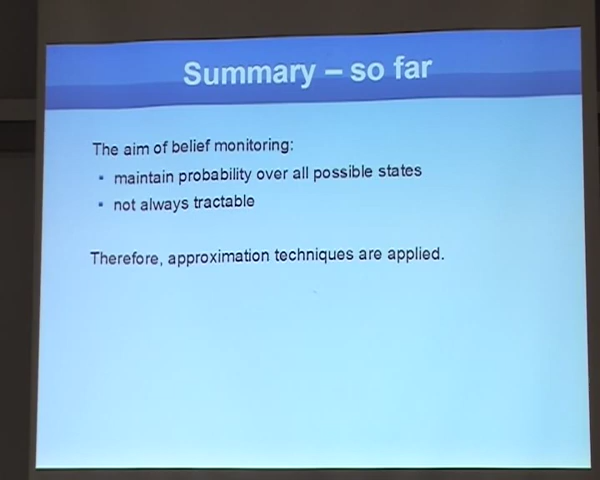 Summary – so far
The aim of belief monitoring:
▪ maintain probability over all possible states
▪ not always tractable
Therefore, approximation techniques are applied.